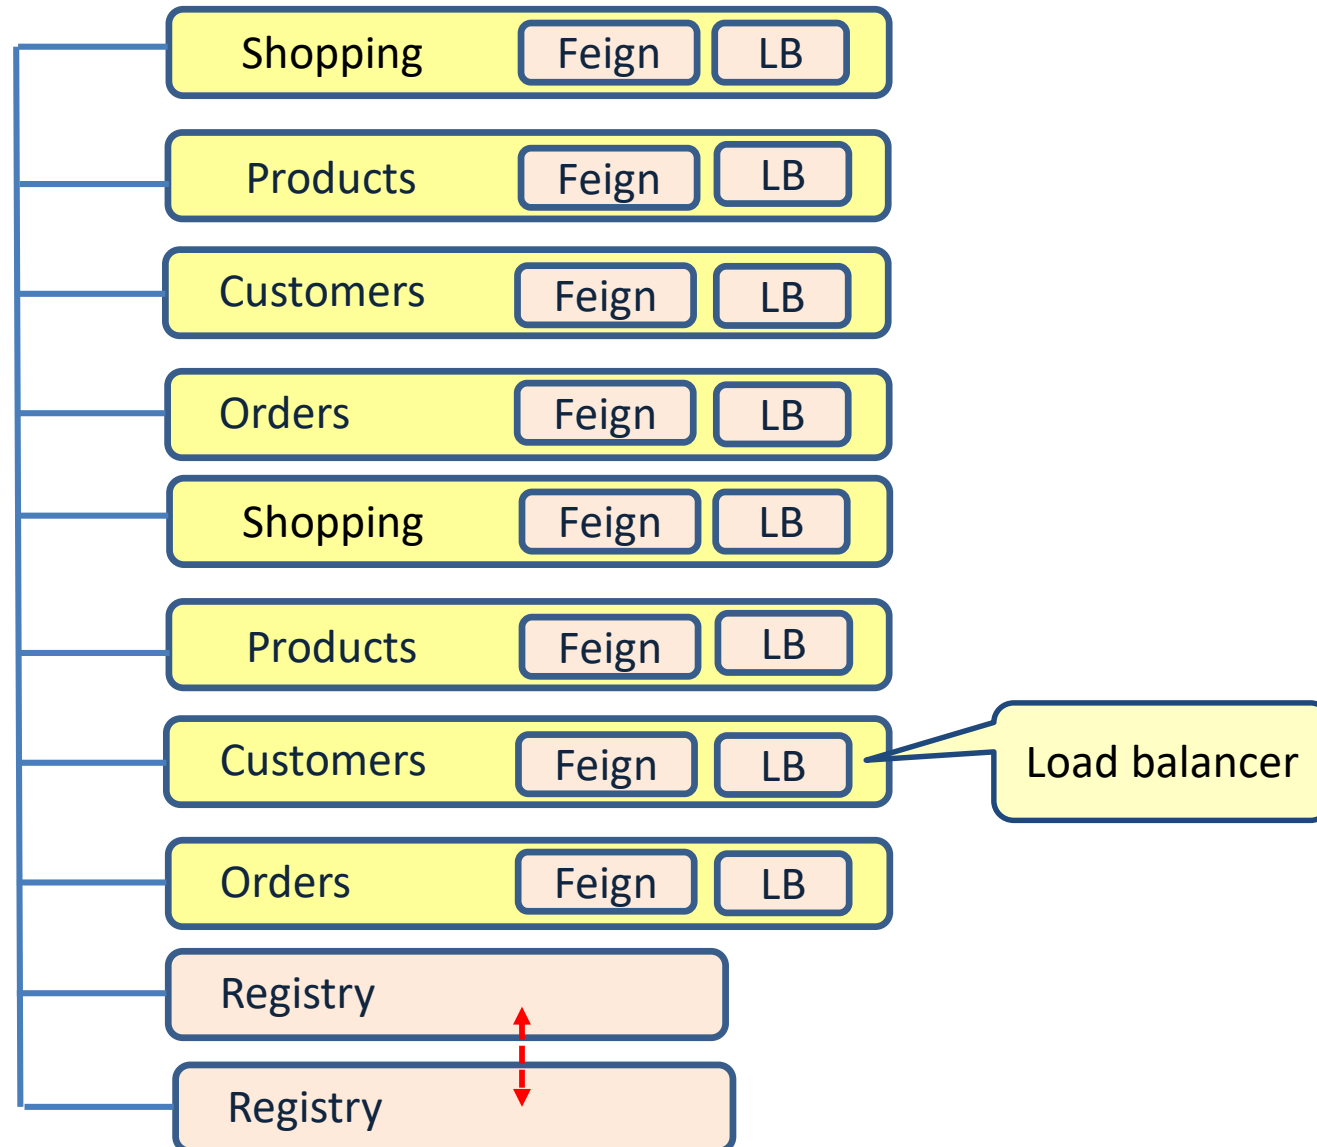 Shopping Feign LB
Products Feign LB
Customers Feign LB
Orders Feign LB
Shopping Feign LB
Products Feign LB
Customers Feign LB
Load balancer
Orders Feign LB
Registry
Registry